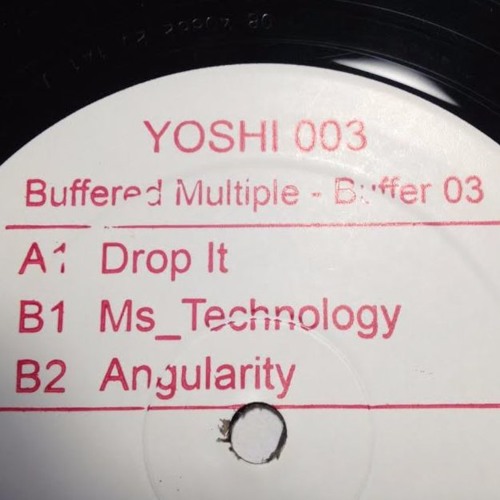 YOSHI 003
Buffered Multiple - Buffer 03
A1 Drop It
B1 Ms_Technology
B2 Angularity